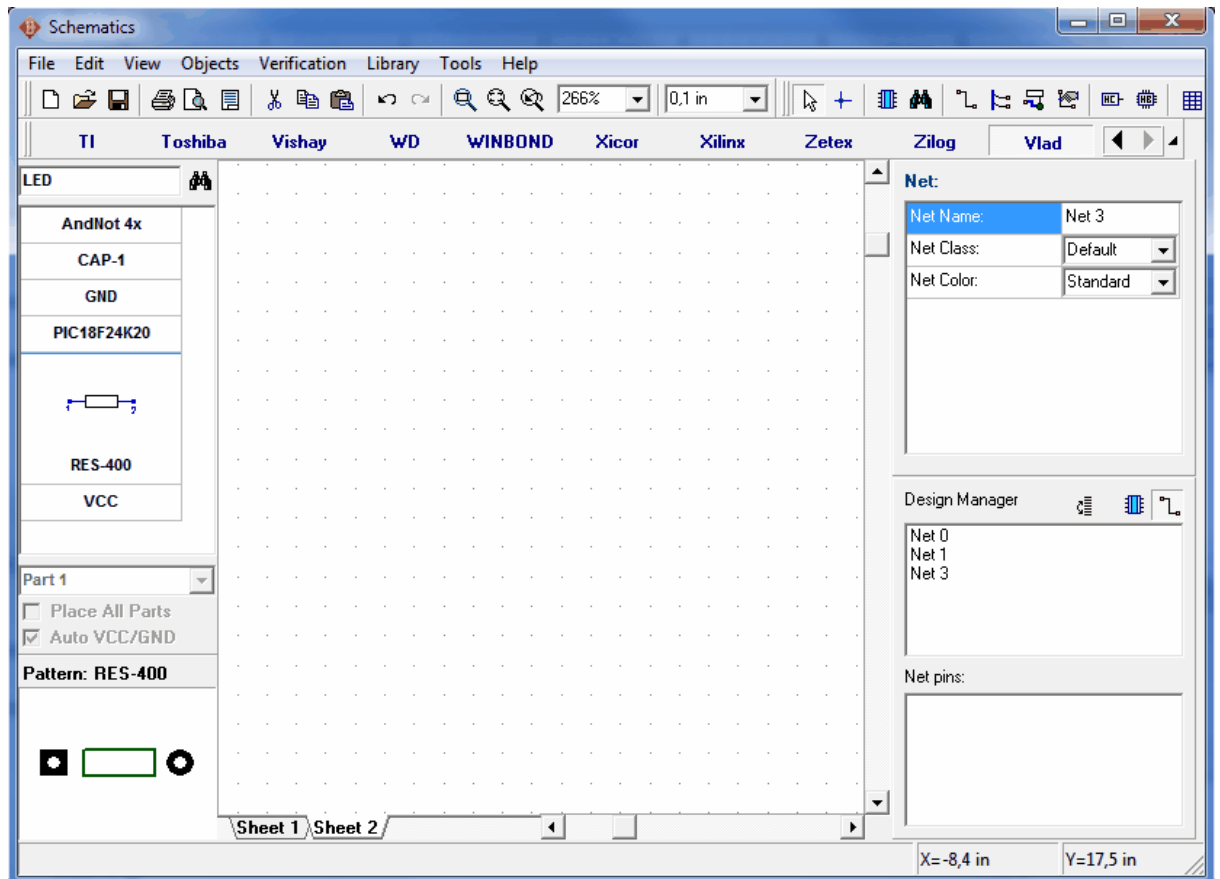 Schematics
File Edit View Objects Verification Library Tools Help
266% 0,1 in
TI Toshiba Vishay WD WINBOND Xicor Xilinx Zetex Zilog Vlad
LED
AndNot 4x
CAP-1
GND
PIC18F24K20
1 2
RES-400
VCC
Part 1
Place All Parts
Auto VCC/GND
Pattern: RES-400
Sheet 1 Sheet 2
Net:
Net Name: Net 3
Net Class: Default
Net Color: Standard
Design Manager
Net 0
Net 1
Net 3
Net pins:
X=-8,4 in Y=17,5 in